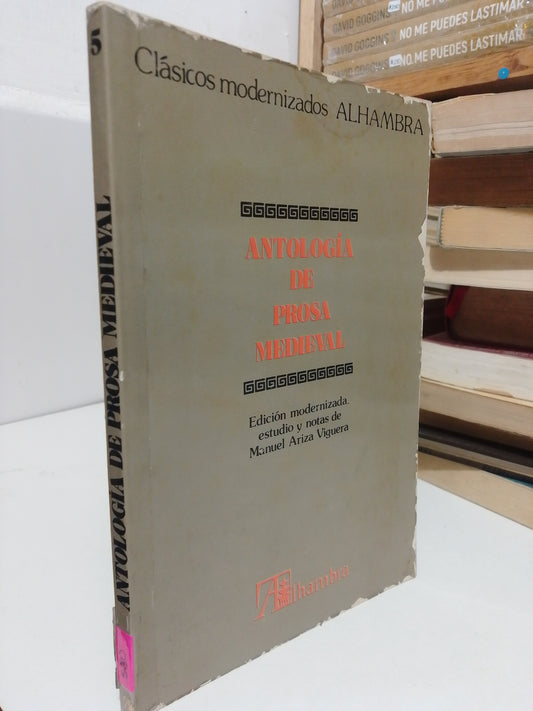 DAVID GOGGINS NO ME PUEDES LASTIMAR
DAVID GOGGINS NO ME PUEDES LASTIMAR
DAVID GOGGINS NO ME PUEDES LASTIMAR
5
ANTOLOGÍA DE PROSA MEDIEVAL
Clásicos modernizados ALHAMBRA
ANTOLOGÍA
DE
PROSA
MEDIEVAL
Edición modernizada,
estudio y notas de
Manuel Ariza Viguera
Alhambra